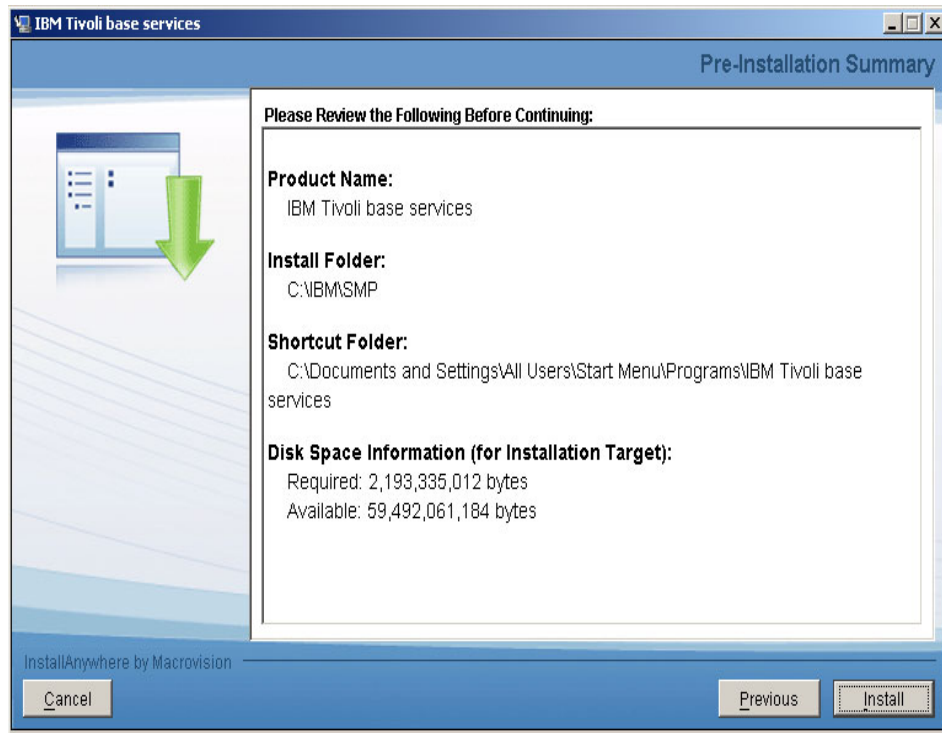 IBM Tivoli base services
Pre-Installation Summary
Please Review the Following Before Continuing:
Product Name:
IBM Tivoli base services
Install Folder:
C:\IBM\SMP
Shortcut Folder:
C:\Documents and Settings\All Users\Start Menu\Programs\IBM Tivoli base
services
Disk Space Information (for Installation Target):
Required: 2,193,335,012 bytes
Available: 59,492,061,184 bytes
InstallAnywhere by Macrovision
Cancel
Previous
Install